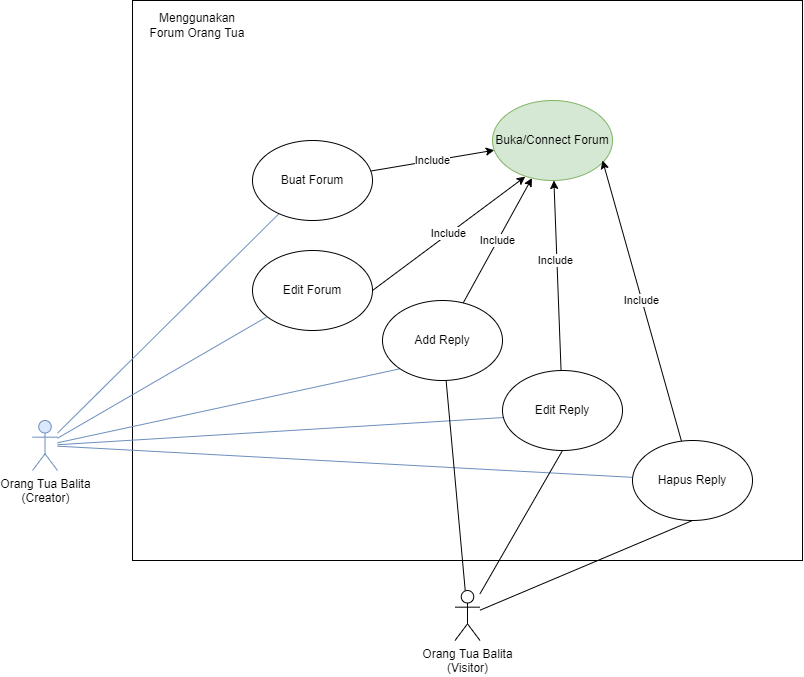 Menggunakan
Forum Orang Tua
Buka/Connect Forum
Include
Buat Forum
Include
Include
Include
Edit Forum
Include
Add Reply
Edit Reply
Hapus Reply
Orang Tua Balita
(Creator)
Orang Tua Balita
(Visitor)